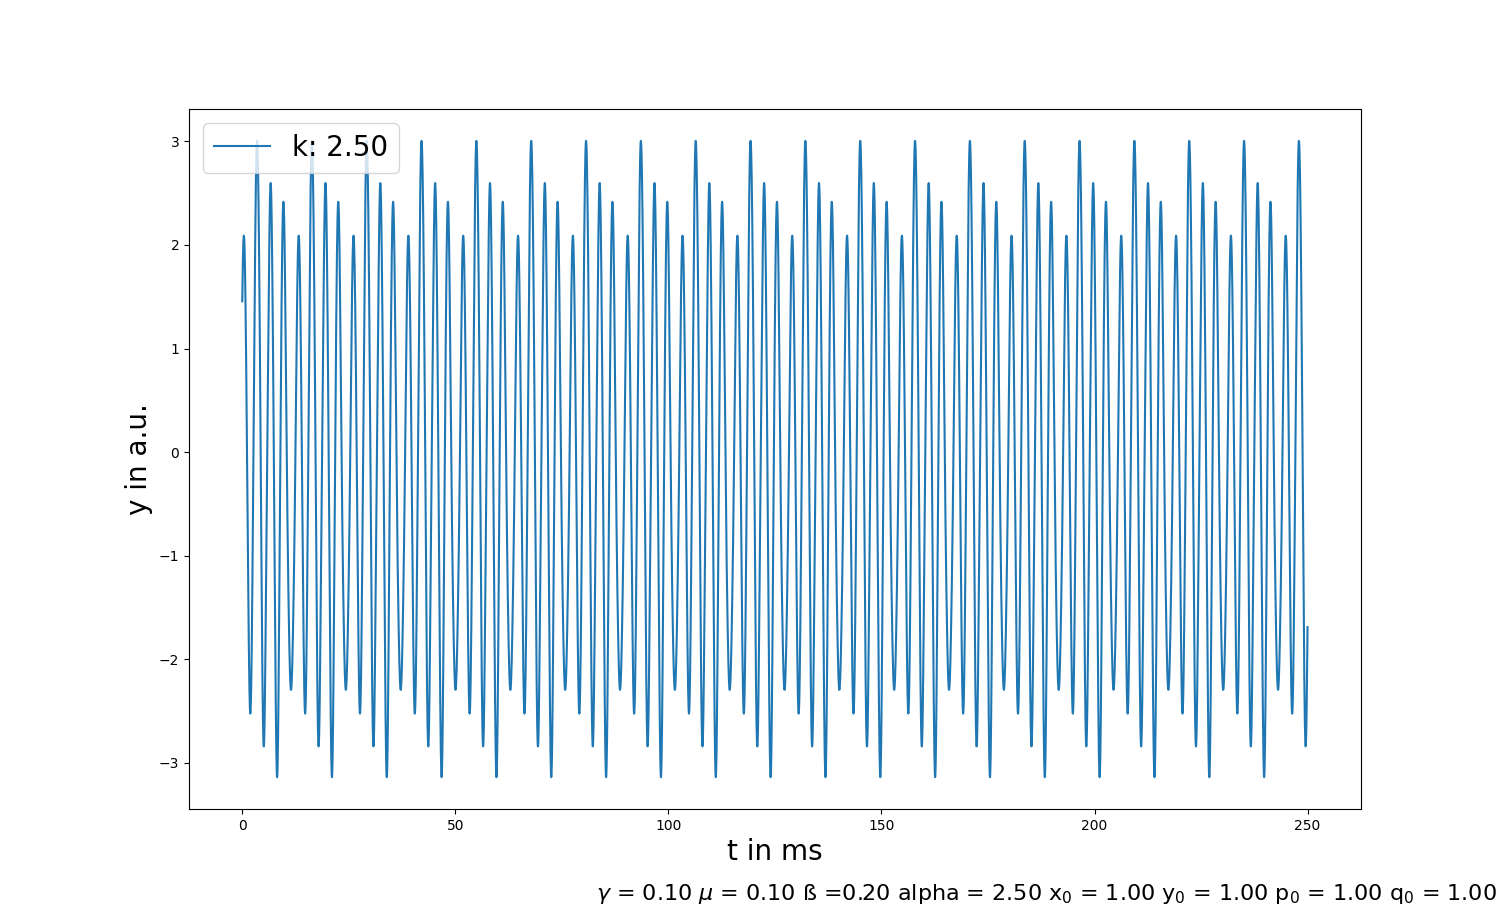 k: 2.50
3
2
1
0
−1
−2
−3
y in a.u.
0 50 100 150 200 250
t in ms
γ = 0.10 μ = 0.10 ß =0.20 alpha = 2.50 x₀ = 1.00 y₀ = 1.00 p₀ = 1.00 q₀ = 1.00